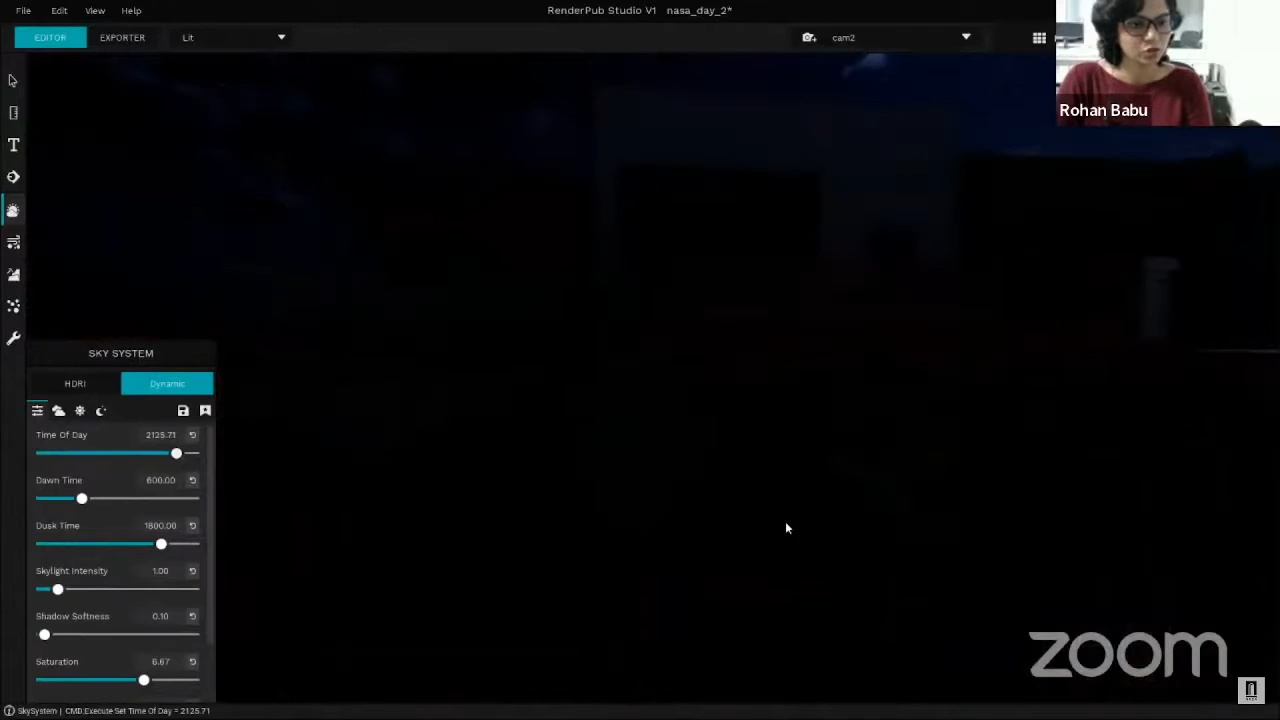 File Edit View Help RenderPub Studio V1 nasa_day_2*
EDITOR EXPORTER Lit cam2
Rohan Babu
SKY SYSTEM
HDRI Dynamic
Time Of Day 2125.71
Dawn Time 600.00
Dusk Time 1800.00
Skylight Intensity 1.00
Shadow Softness 0.10
Saturation 6.67
zoom
SkySystem | CMD:Execute Set Time Of Day = 2125.71